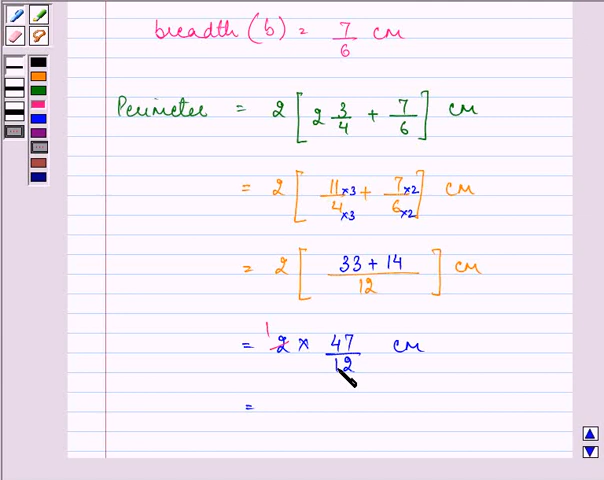 breadth (b) = 7/6 cm
Perimeter = 2 [ 2 3/4 + 7/6 ] cm
= 2 [ 11×3/4×3 + 7×2/6×2 ] cm
= 2 [ 33 + 14/12 ] cm
= 1 2 × 47/12 cm
=